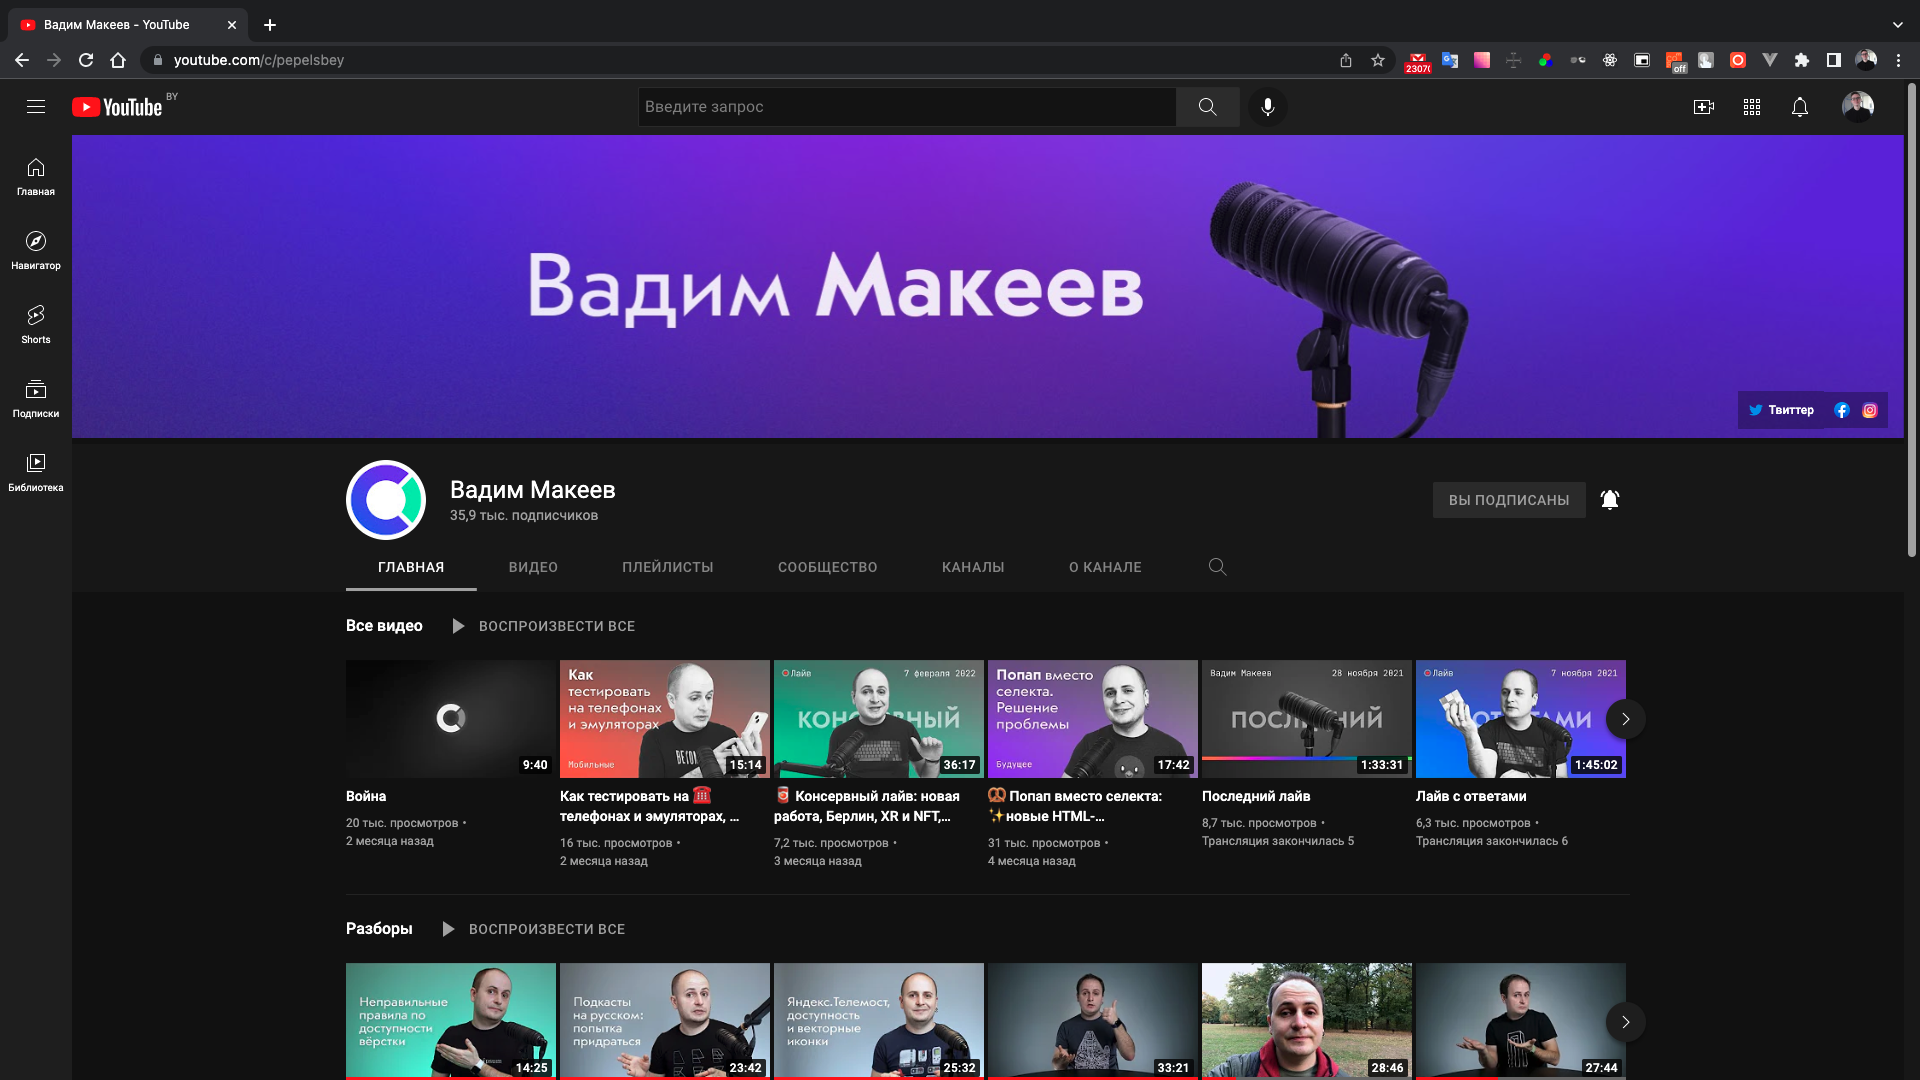 Вадим Макеев - YouTube
youtube.com/c/pepelsbey
2307(
off
YouTube
BY
Введите запрос
Главная
Навигатор
Shorts
Подписки
Библиотека
Вадим Макеев
Твиттер
Вадим Макеев
35,9 тыс. подписчиков
ВЫ ПОДПИСАНЫ
ГЛАВНАЯ
ВИДЕО
ПЛЕЙЛИСТЫ
СООБЩЕСТВО
КАНАЛЫ
О КАНАЛЕ
Все видео
ВОСПРОИЗВЕСТИ ВСЕ
9:40
Война
20 тыс. просмотров •
2 месяца назад
Как
тестировать
на телефонах
и эмуляторах
Мобильные
15:14
Как тестировать на ☎️
телефонах и эмуляторах, ...
16 тыс. просмотров •
2 месяца назад
Лайв
7 февраля 2022
36:17
🥫 Консервный лайв: новая
работа, Берлин, XR и NFT,...
7,2 тыс. просмотров •
3 месяца назад
Попап вместо
селекта.
Решение
проблемы
Будущее
17:42
🥨 Попап вместо селекта:
✨новые HTML-...
31 тыс. просмотров •
4 месяца назад
Вадим Макеев
28 ноября 2021
ПОСЛЕДНИЙ
1:33:31
Последний лайв
8,7 тыс. просмотров •
Трансляция закончилась 5
Лайв
7 ноября 2021
1:45:02
Лайв с ответами
6,3 тыс. просмотров •
Трансляция закончилась 6
Разборы
ВОСПРОИЗВЕСТИ ВСЕ
Неправильные
правила по
доступности
вёрстки
14:25
Подкасты
на русском:
попытка
придраться
23:42
Яндекс.Телемост,
доступность
и векторные
иконки
25:32
33:21
28:46
27:44